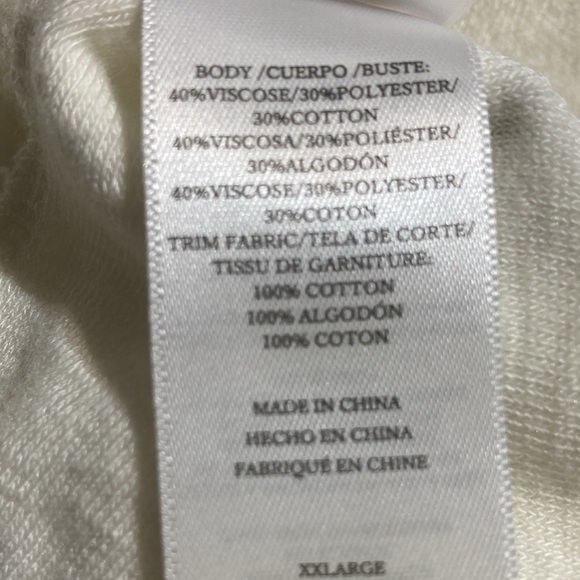 BODY /CUERPO /BUSTE:
40%VISCOSE/30%POLYESTER/
30%COTTON
40%VISCOSA/30%POLIÉSTER/
30%ALGODÓN
40%VISCOSE/30%POLYESTER/
30%COTON
TRIM FABRIC/TELA DE CORTE/
TISSU DE GARNITURE:
100% COTTON
100% ALGODÓN
100% COTON
MADE IN CHINA
HECHO EN CHINA
FABRIQUÉ EN CHINE
XXLARGE